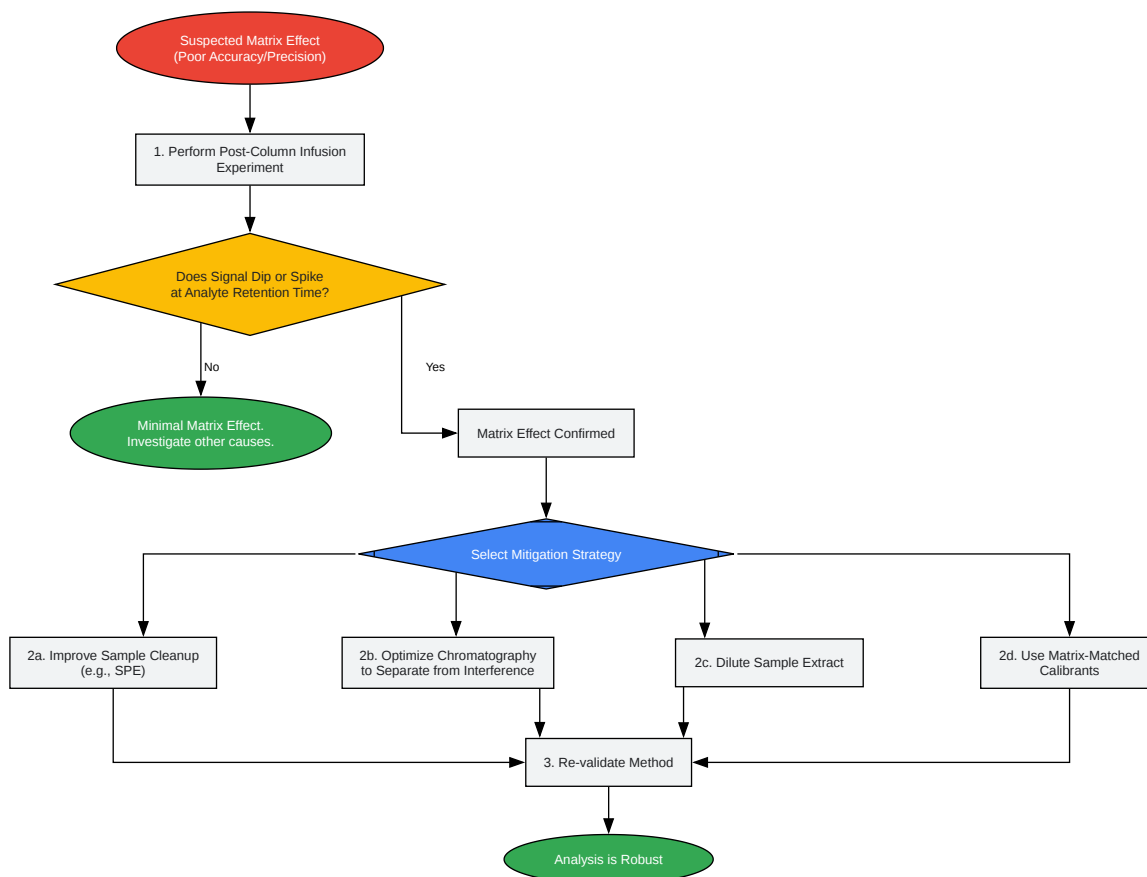 Suspected Matrix Effect
(Poor Accuracy/Precision)
1. Perform Post-Column Infusion
Experiment
Does Signal Dip or Spike
at Analyte Retention Time?
No
Yes
Minimal Matrix Effect.
Investigate other causes.
Matrix Effect Confirmed
Select Mitigation Strategy
2a. Improve Sample Cleanup
(e.g., SPE)
2b. Optimize Chromatography
to Separate from Interference
2c. Dilute Sample Extract
2d. Use Matrix-Matched
Calibrants
3. Re-validate Method
Analysis is Robust